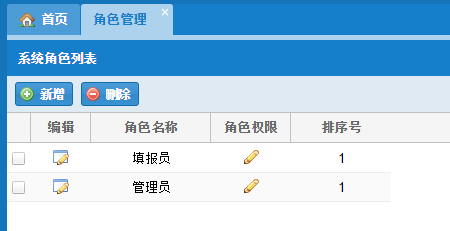 首页 角色管理
系统角色列表
新增 删除
编辑 角色名称 角色权限 排序号
填报员 1
管理员 1